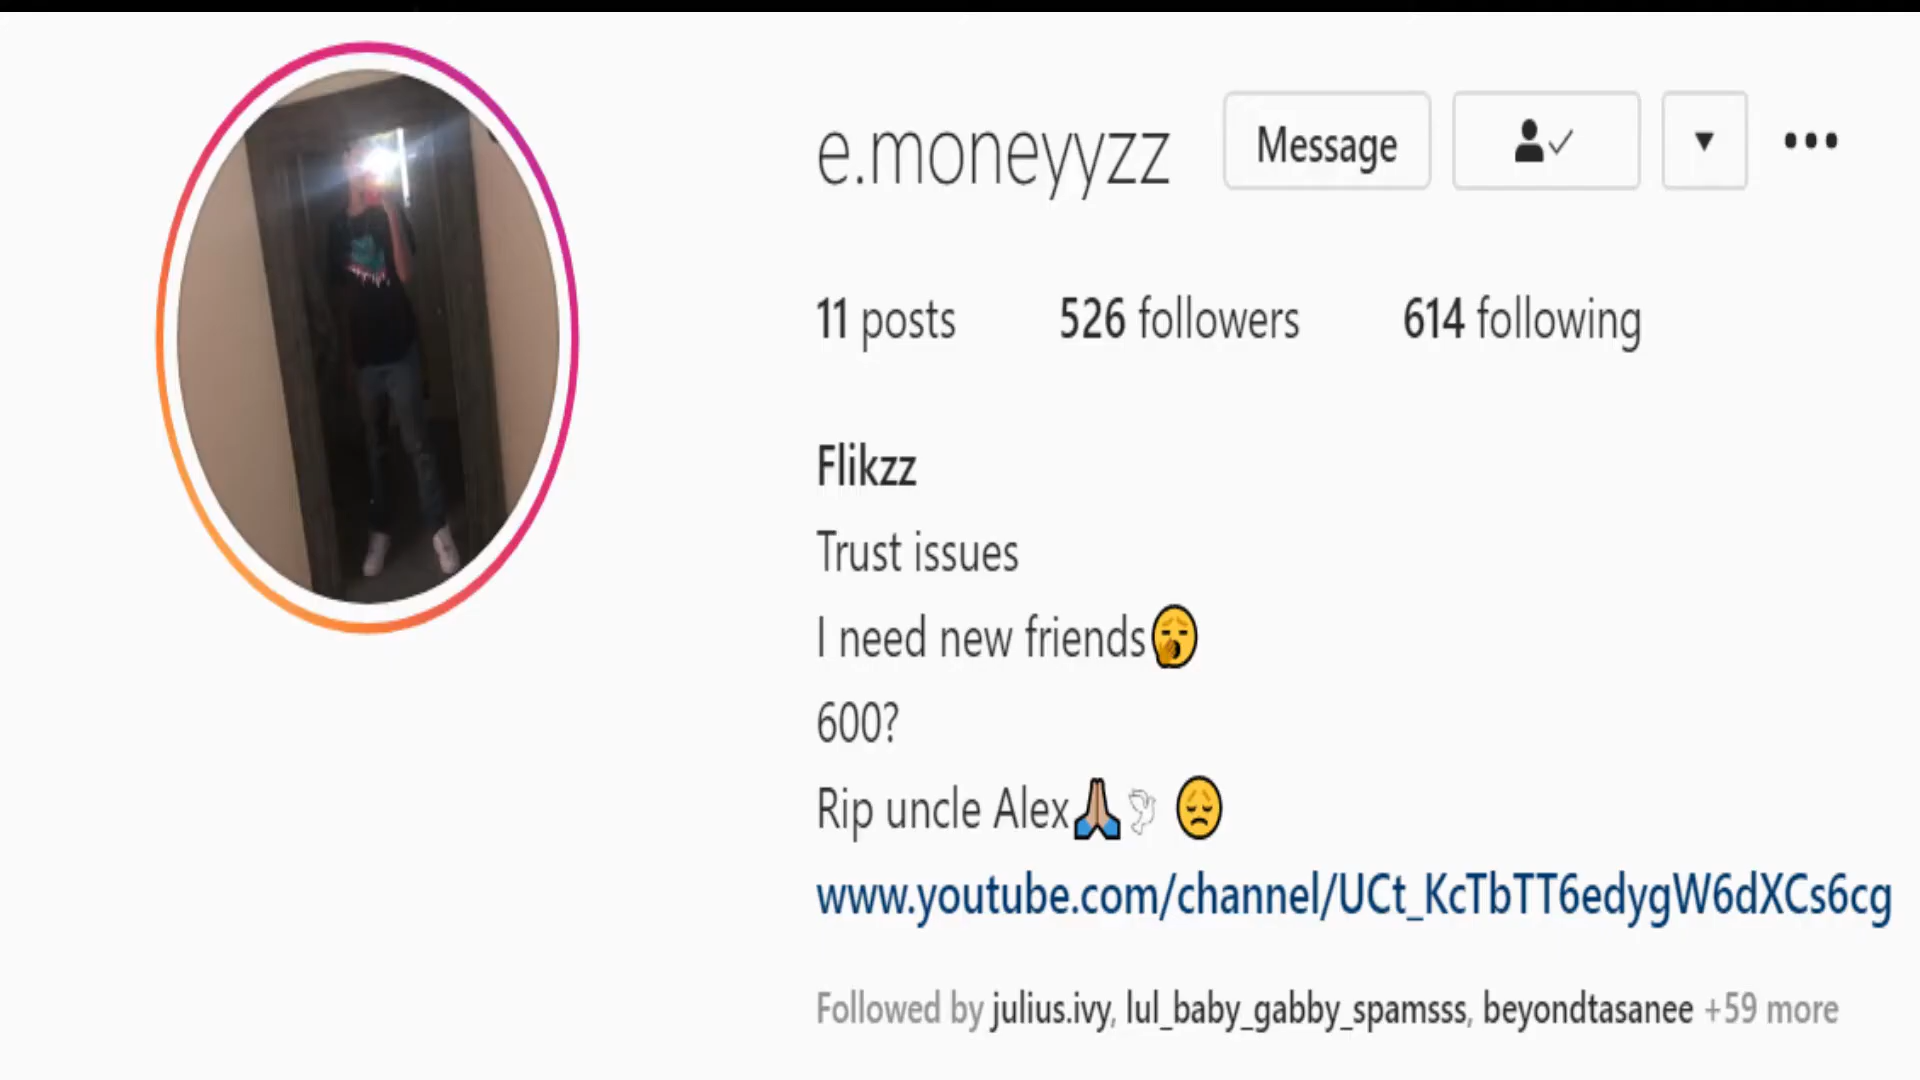 e.moneyyzz Message
11 posts 526 followers 614 following
Flikzz
Trust issues
I need new friends🥱
600?
Rip uncle Alex🙏🏽🕊 😞
www.youtube.com/channel/UCt_KcTbTT6edygW6dXCs6cg
Followed by julius.ivy, lul_baby_gabby_spamsss, beyondtasanee +59 more